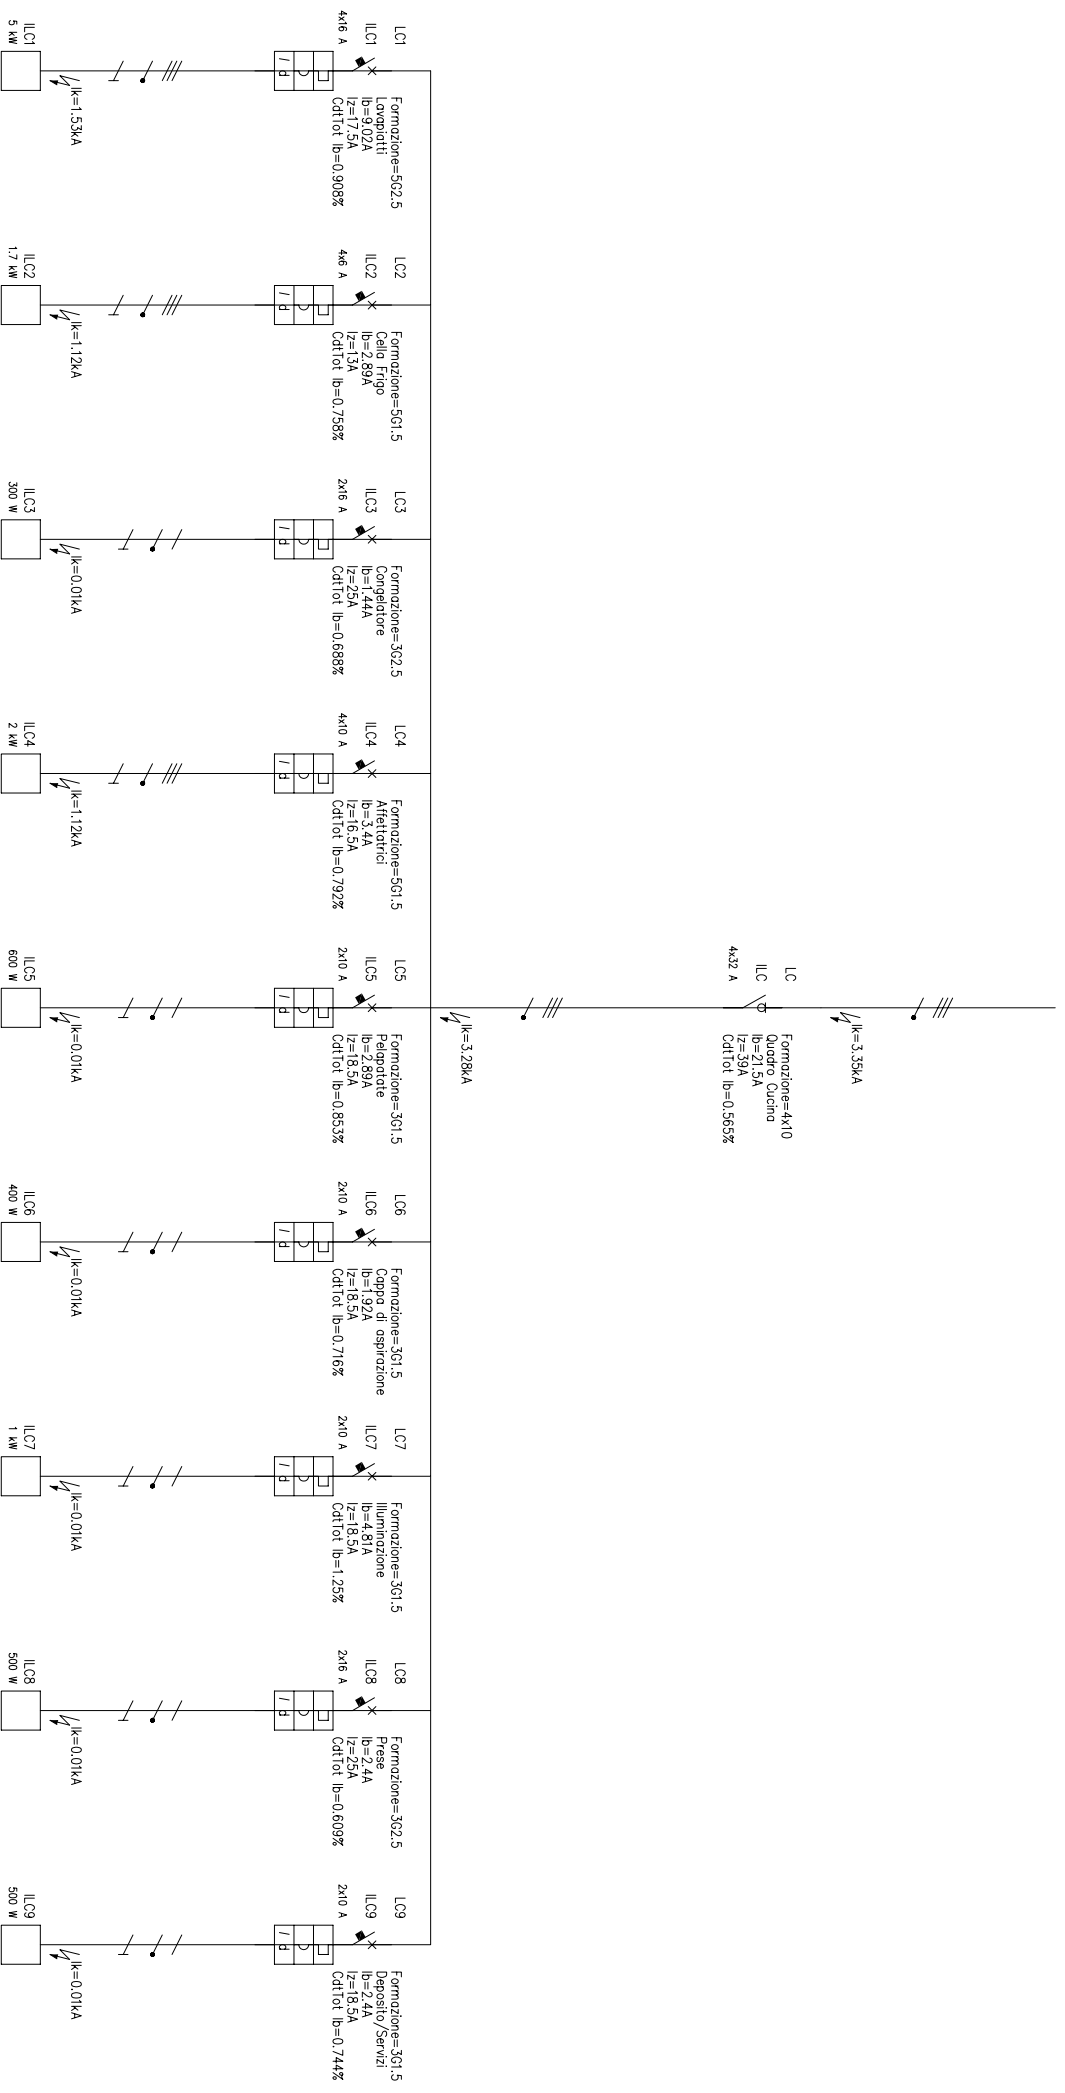 LC
ILC
4x32 A
Formazione=4x10
Quadro Cucina
Ib=21.5A
Iz=39A
CdtTot Ib=0.565%
Ik=3.35kA
Ik=3.28kA
LC1
ILC1
4x16 A
Formazione=5G2.5
Lavapiatti
Ib=9.02A
Iz=17.5A
CdtTot Ib=0.908%
I d
Ik=1.53kA
ILC1
5 kW
LC2
ILC2
4x6 A
Formazione=5G1.5
Cella Frigo
Ib=2.89A
Iz=13A
CdtTot Ib=0.758%
I d
Ik=1.12kA
ILC2
1.7 kW
LC3
ILC3
2x16 A
Formazione=3G2.5
Congelatore
Ib=1.44A
Iz=25A
CdtTot Ib=0.688%
I d
Ik=0.01kA
ILC3
300 W
LC4
ILC4
4x10 A
Formazione=5G1.5
Affettatrici
Ib=3.4A
Iz=16.5A
CdtTot Ib=0.792%
I d
Ik=1.12kA
ILC4
2 kW
LC5
ILC5
2x10 A
Formazione=3G1.5
Pelapatate
Ib=2.89A
Iz=18.5A
CdtTot Ib=0.853%
I d
Ik=0.01kA
ILC5
600 W
LC6
ILC6
2x10 A
Formazione=3G1.5
Cappa di aspirazione
Ib=1.92A
Iz=18.5A
CdtTot Ib=0.716%
I d
Ik=0.01kA
ILC6
400 W
LC7
ILC7
2x10 A
Formazione=3G1.5
Illuminazione
Ib=4.81A
Iz=18.5A
CdtTot Ib=1.25%
I d
Ik=0.01kA
ILC7
1 kW
LC8
ILC8
2x16 A
Formazione=3G2.5
Prese
Ib=2.4A
Iz=25A
CdtTot Ib=0.609%
I d
Ik=0.01kA
ILC8
500 W
LC9
ILC9
2x10 A
Formazione=3G1.5
Deposito/Servizi
Ib=2.4A
Iz=18.5A
CdtTot Ib=0.744%
I d
Ik=0.01kA
ILC9
500 W